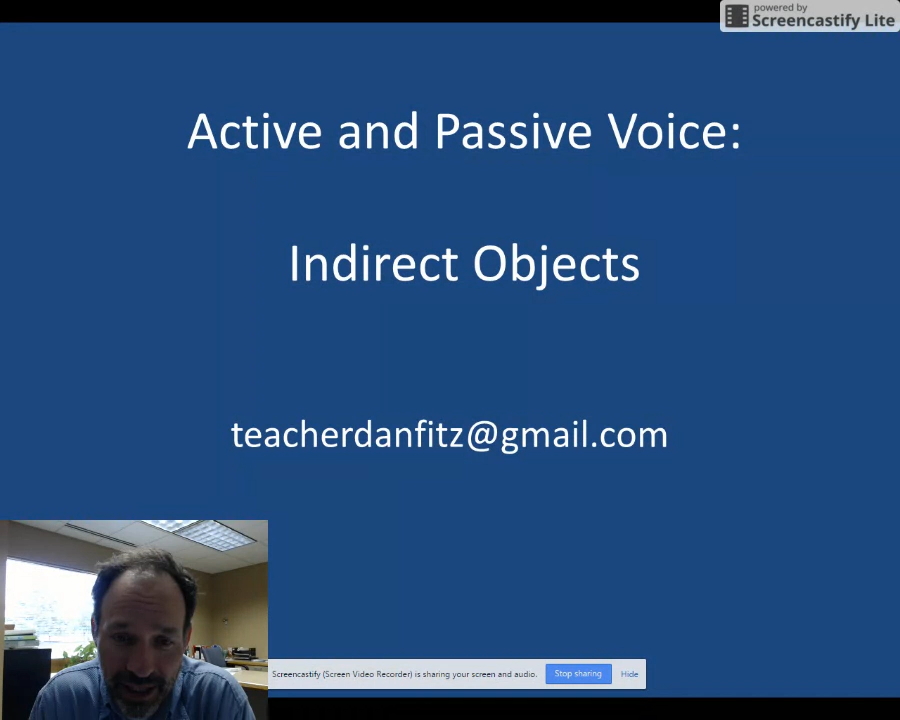 powered by
Screencastify Lite
Active and Passive Voice:
Indirect Objects
teacherdanfitz@gmail.com
Screencastify (Screen Video Recorder) is sharing your screen and audio.
Stop sharing
Hide